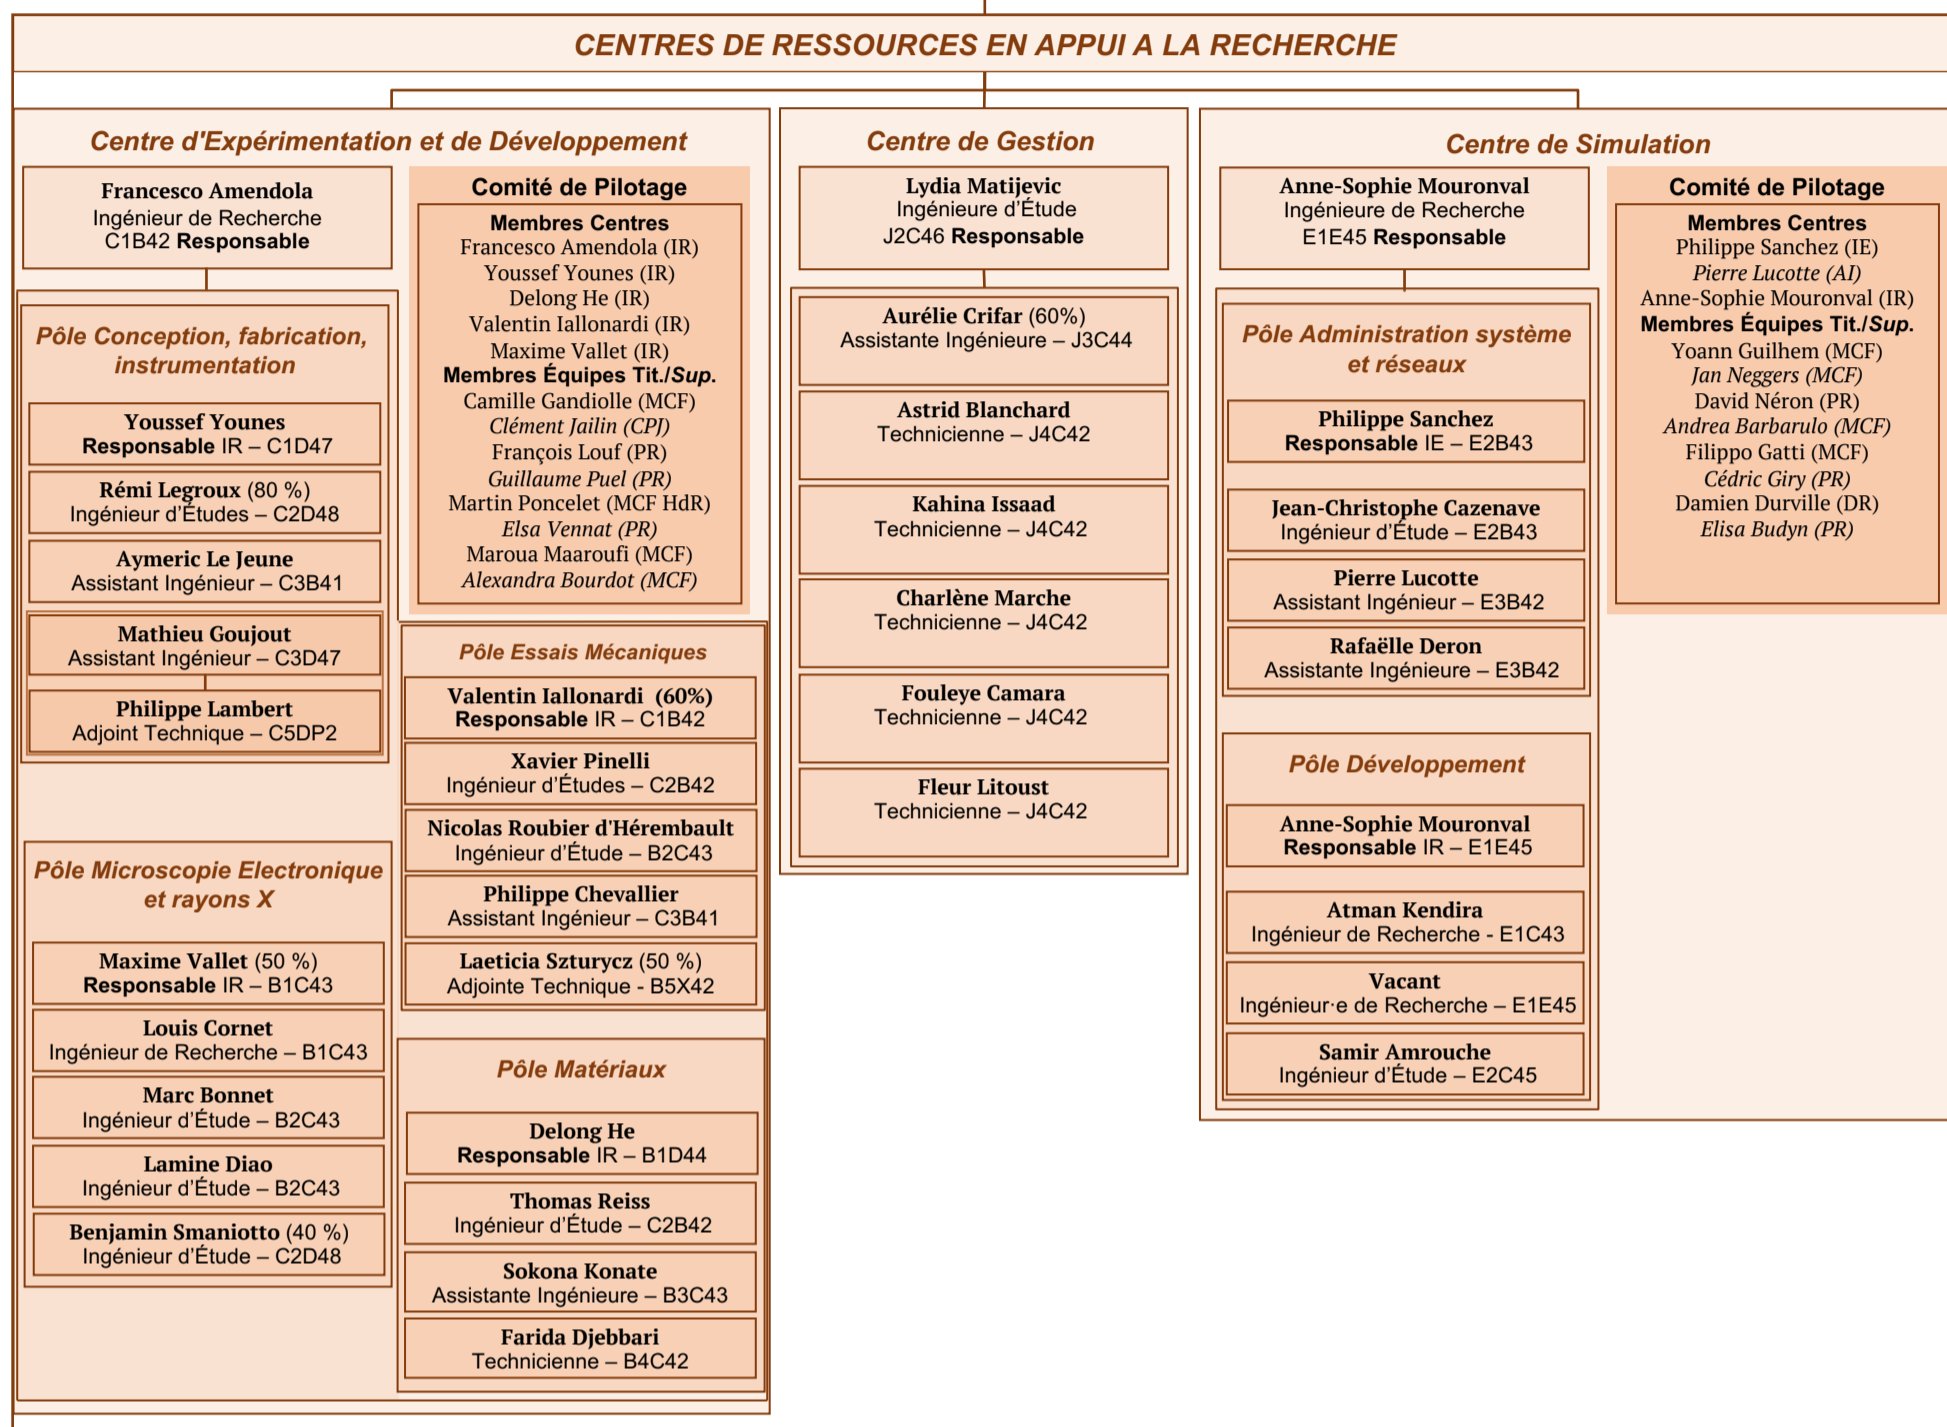 CENTRES DE RESSOURCES EN APPUI A LA RECHERCHE
Centre d'Expérimentation et de Développement
Francesco Amendola
Ingénieur de Recherche
C1B42 Responsable
Comité de Pilotage
Membres Centres
Francesco Amendola (IR)
Youssef Younes (IR)
Delong He (IR)
Valentin Iallonardi (IR)
Maxime Vallet (IR)
Membres Équipes Tit./Sup.
Camille Gandiolle (MCF)
Clément Jailin (CPJ)
François Louf (PR)
Guillaume Puel (PR)
Martin Poncelet (MCF HdR)
Elsa Vennat (PR)
Maroua Maaroufi (MCF)
Alexandra Bourdot (MCF)
Pôle Conception, fabrication,
instrumentation
Youssef Younes
Responsable IR – C1D47
Rémi Legroux (80 %)
Ingénieur d'Études – C2D48
Aymeric Le Jeune
Assistant Ingénieur – C3B41
Mathieu Goujout
Assistant Ingénieur – C3D47
Philippe Lambert
Adjoint Technique – C5DP2
Pôle Microscopie Electronique
et rayons X
Maxime Vallet (50 %)
Responsable IR – B1C43
Louis Cornet
Ingénieur de Recherche – B1C43
Marc Bonnet
Ingénieur d'Étude – B2C43
Lamine Diao
Ingénieur d'Étude – B2C43
Benjamin Smaniotto (40 %)
Ingénieur d'Étude – C2D48
Pôle Essais Mécaniques
Valentin Iallonardi (60%)
Responsable IR – C1B42
Xavier Pinelli
Ingénieur d'Études – C2B42
Nicolas Roubier d'Hérembault
Ingénieur d'Étude – B2C43
Philippe Chevallier
Assistant Ingénieur – C3B41
Laeticia Szturycz (50 %)
Adjointe Technique - B5X42
Pôle Matériaux
Delong He
Responsable IR – B1D44
Thomas Reiss
Ingénieur d'Étude – C2B42
Sokona Konate
Assistante Ingénieure – B3C43
Farida Djebbari
Technicienne – B4C42
Centre de Gestion
Lydia Matijevic
Ingénieure d'Étude
J2C46 Responsable
Aurélie Crifar (60%)
Assistante Ingénieure – J3C44
Astrid Blanchard
Technicienne – J4C42
Kahina Issaad
Technicienne – J4C42
Charlène Marche
Technicienne – J4C42
Fouleye Camara
Technicienne – J4C42
Fleur Litoust
Technicienne – J4C42
Centre de Simulation
Anne-Sophie Mouronval
Ingénieure de Recherche
E1E45 Responsable
Pôle Administration système
et réseaux
Philippe Sanchez
Responsable IE – E2B43
Jean-Christophe Cazenave
Ingénieur d'Étude – E2B43
Pierre Lucotte
Assistant Ingénieur – E3B42
Rafaëlle Deron
Assistante Ingénieure – E3B42
Pôle Développement
Anne-Sophie Mouronval
Responsable IR – E1E45
Atman Kendira
Ingénieur de Recherche - E1C43
Vacant
Ingénieur·e de Recherche – E1E45
Samir Amrouche
Ingénieur d'Étude – E2C45
Comité de Pilotage
Membres Centres
Philippe Sanchez (IE)
Pierre Lucotte (AI)
Anne-Sophie Mouronval (IR)
Membres Équipes Tit./Sup.
Yoann Guilhem (MCF)
Jan Neggers (MCF)
David Néron (PR)
Andrea Barbarulo (MCF)
Filippo Gatti (MCF)
Cédric Giry (PR)
Damien Durville (DR)
Elisa Budyn (PR)